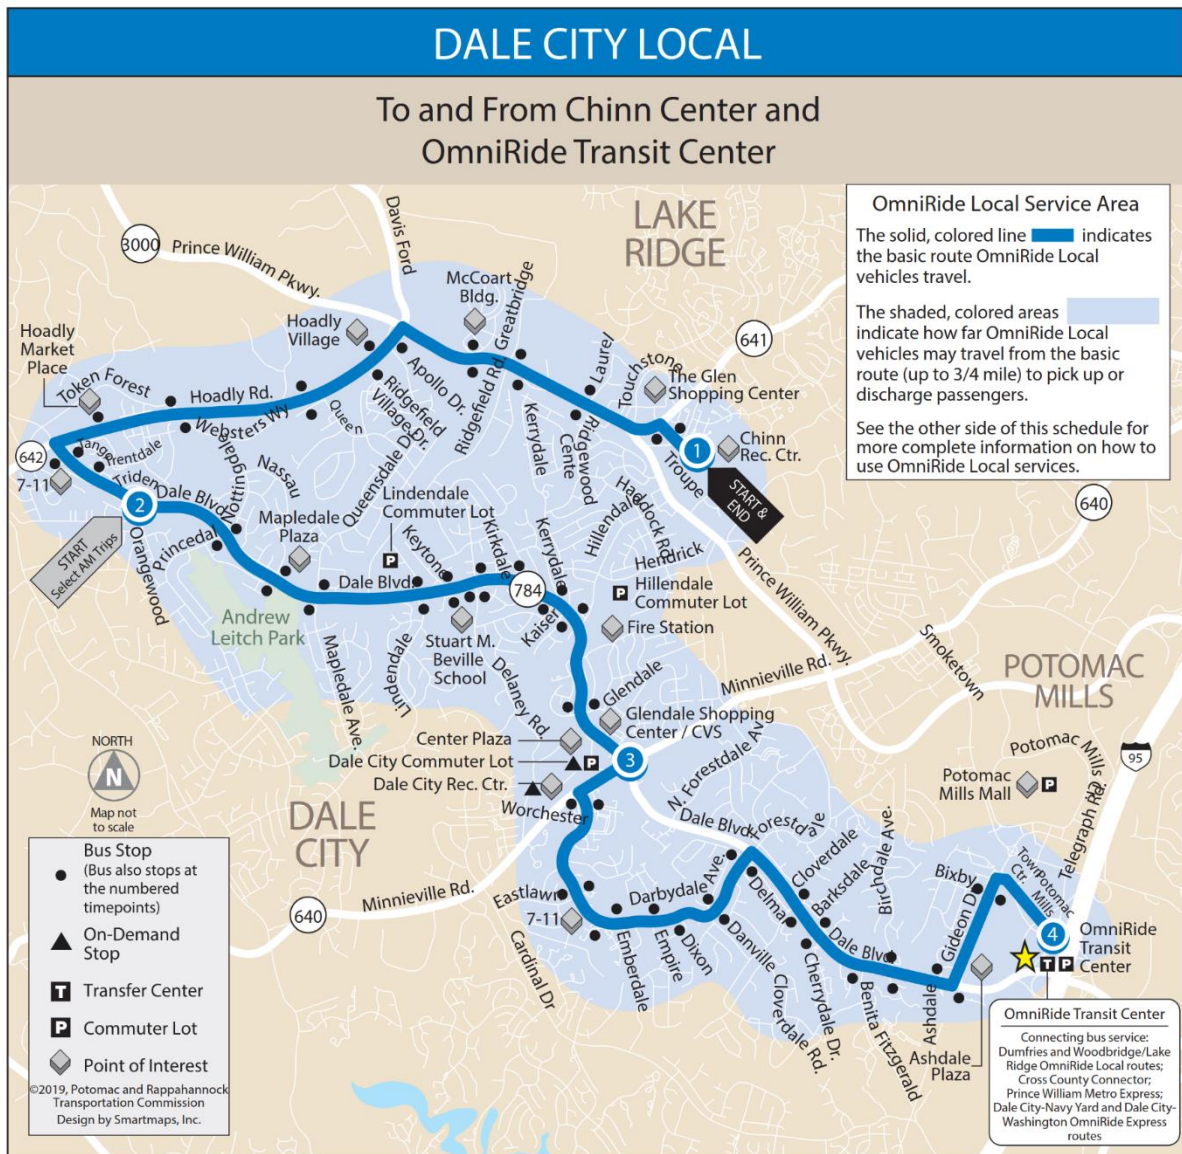 DALE CITY LOCAL
To and From Chinn Center and
OmniRide Transit Center
LAKE
RIDGE
OmniRide Local Service Area
The solid, colored line indicates
the basic route OmniRide Local
vehicles travel.
The shaded, colored areas
indicate how far OmniRide Local
vehicles may travel from the basic
route (up to 3/4 mile) to pick up or
discharge passengers.
See the other side of this schedule for
more complete information on how to
use OmniRide Local services.
3000
Prince William Pkwy.
Davis Ford
McCoart
Bldg.
Greatbridge
Hoadly
Village
Hoadly
Market
Place
Token Forest
Hoadly Rd.
Apollo Dr.
Ridgefield
Village Dr.
Ridgefield Rd.
Kerrydale
Laurel
Ridgewood
Cente
Touchstone
641
The Glen
Shopping Center
Chinn
Rec. Ctr.
1
START &
END
Troupe
642
7-11
Tange
Trentdale
Triden
Websters Wy
Nottingdale
Nassau
Queensdale Dr.
2
START
Select AM Trips
Orangewood
Dale Blvd.
Princedal
Mapledale
Plaza
Lindendale
Commuter Lot
P
Dale Blvd.
Keytone
Kirkdale
Kerrydale
784
Kaiser
Hillendale
Haddock Rd.
Hendrick
P
Hillendale
Commuter Lot
Fire Station
Prince William Pkwy.
640
Andrew
Leitch Park
Mapledale Ave.
Lindendale
Stuart M.
Beville
School
Delaney Rd.
Glendale
Glendale Shopping
Center / CVS
Minnieville Rd.
Smoketown
POTOMAC
MILLS
Center Plaza
Dale City Commuter Lot
P
Dale City Rec. Ctr.
3
Worchester
N. Forestdale Av
Dale Blvd.
95
Potomac
Mills Mall
P
Telegraph Rd.
NORTH
N
Map not
to scale
DALE
CITY
Minnieville Rd.
640
Eastlawn
7-11
Cardinal Dr
Emberdale
Empire
Dixon
Darbydale Ave.
Danville
Cloverdale Rd.
Delmar
Cherrydale Dr.
Cloverdale
Barksdale
Birchdale Ave.
Dale Blvd
Benita Fitzgerald
Ashdale
Gideon D
Bixby
Ashdale
Plaza
4
OmniRide
Transit
Center
T P
OmniRide Transit Center
Connecting bus service:
Dumfries and Woodbridge/Lake
Ridge OmniRide Local routes;
Cross County Connector;
Prince William Metro Express;
Dale City-Navy Yard and Dale City-
Washington OmniRide Express
routes
Bus Stop
(Bus also stops at
the numbered
timepoints)
On-Demand
Stop
T Transfer Center
P Commuter Lot
Point of Interest
©2019, Potomac and Rappahannock
Transportation Commission
Design by Smartmaps, Inc.